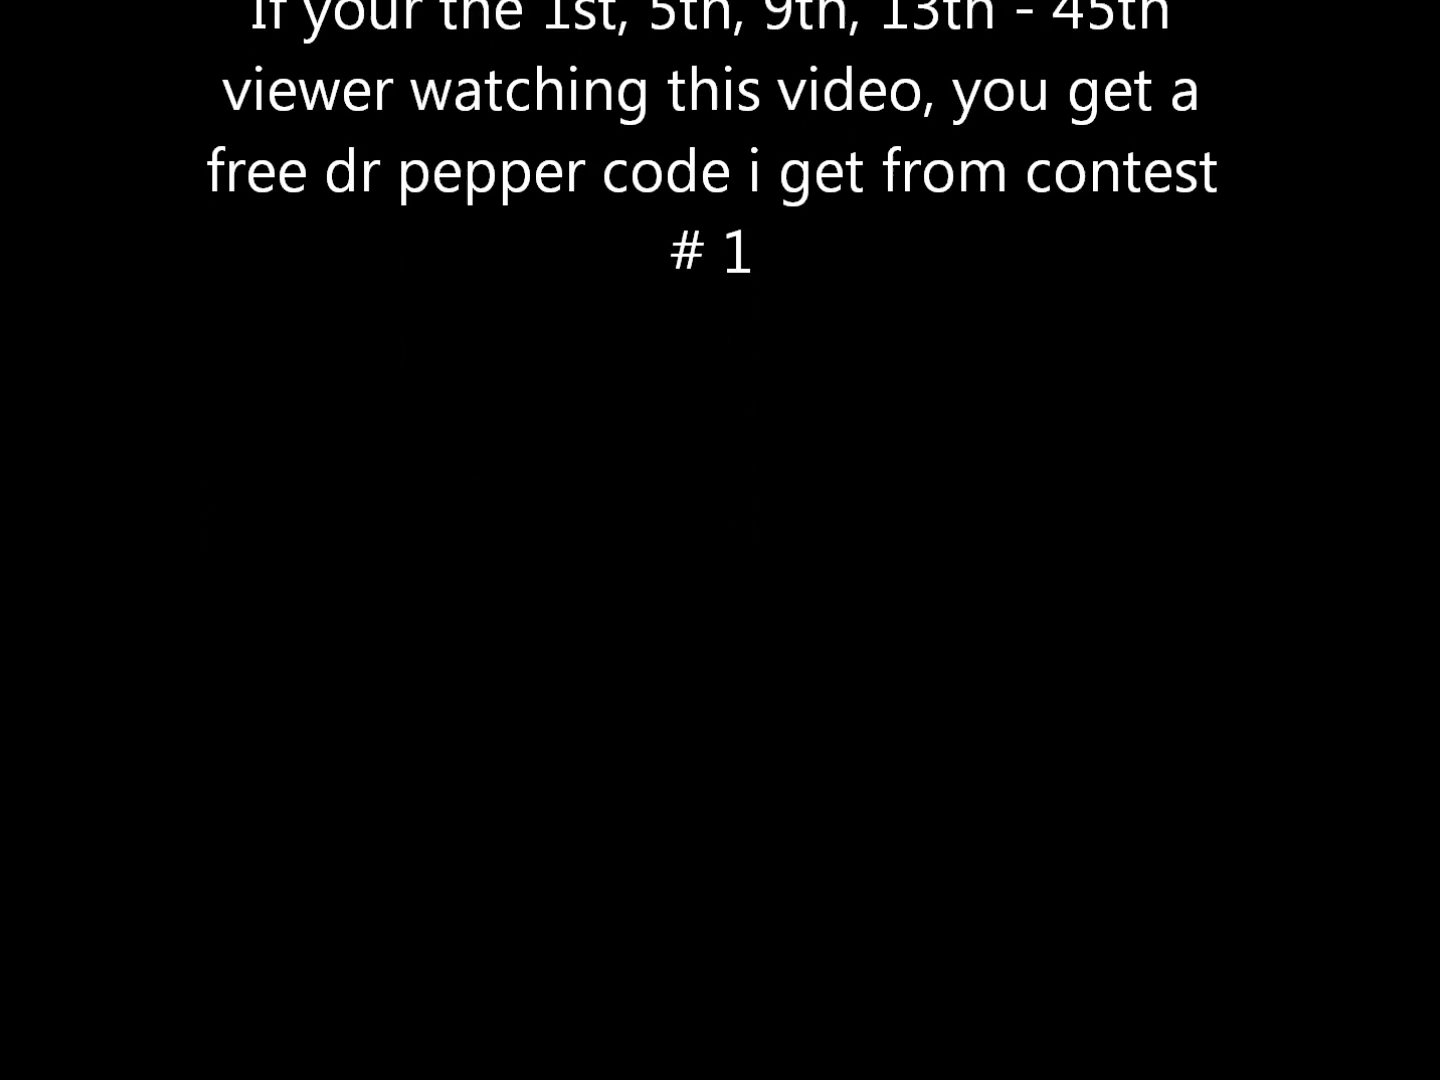 If your the 1st, 5th, 9th, 13th - 45th
viewer watching this video, you get a
free dr pepper code i get from contest
# 1